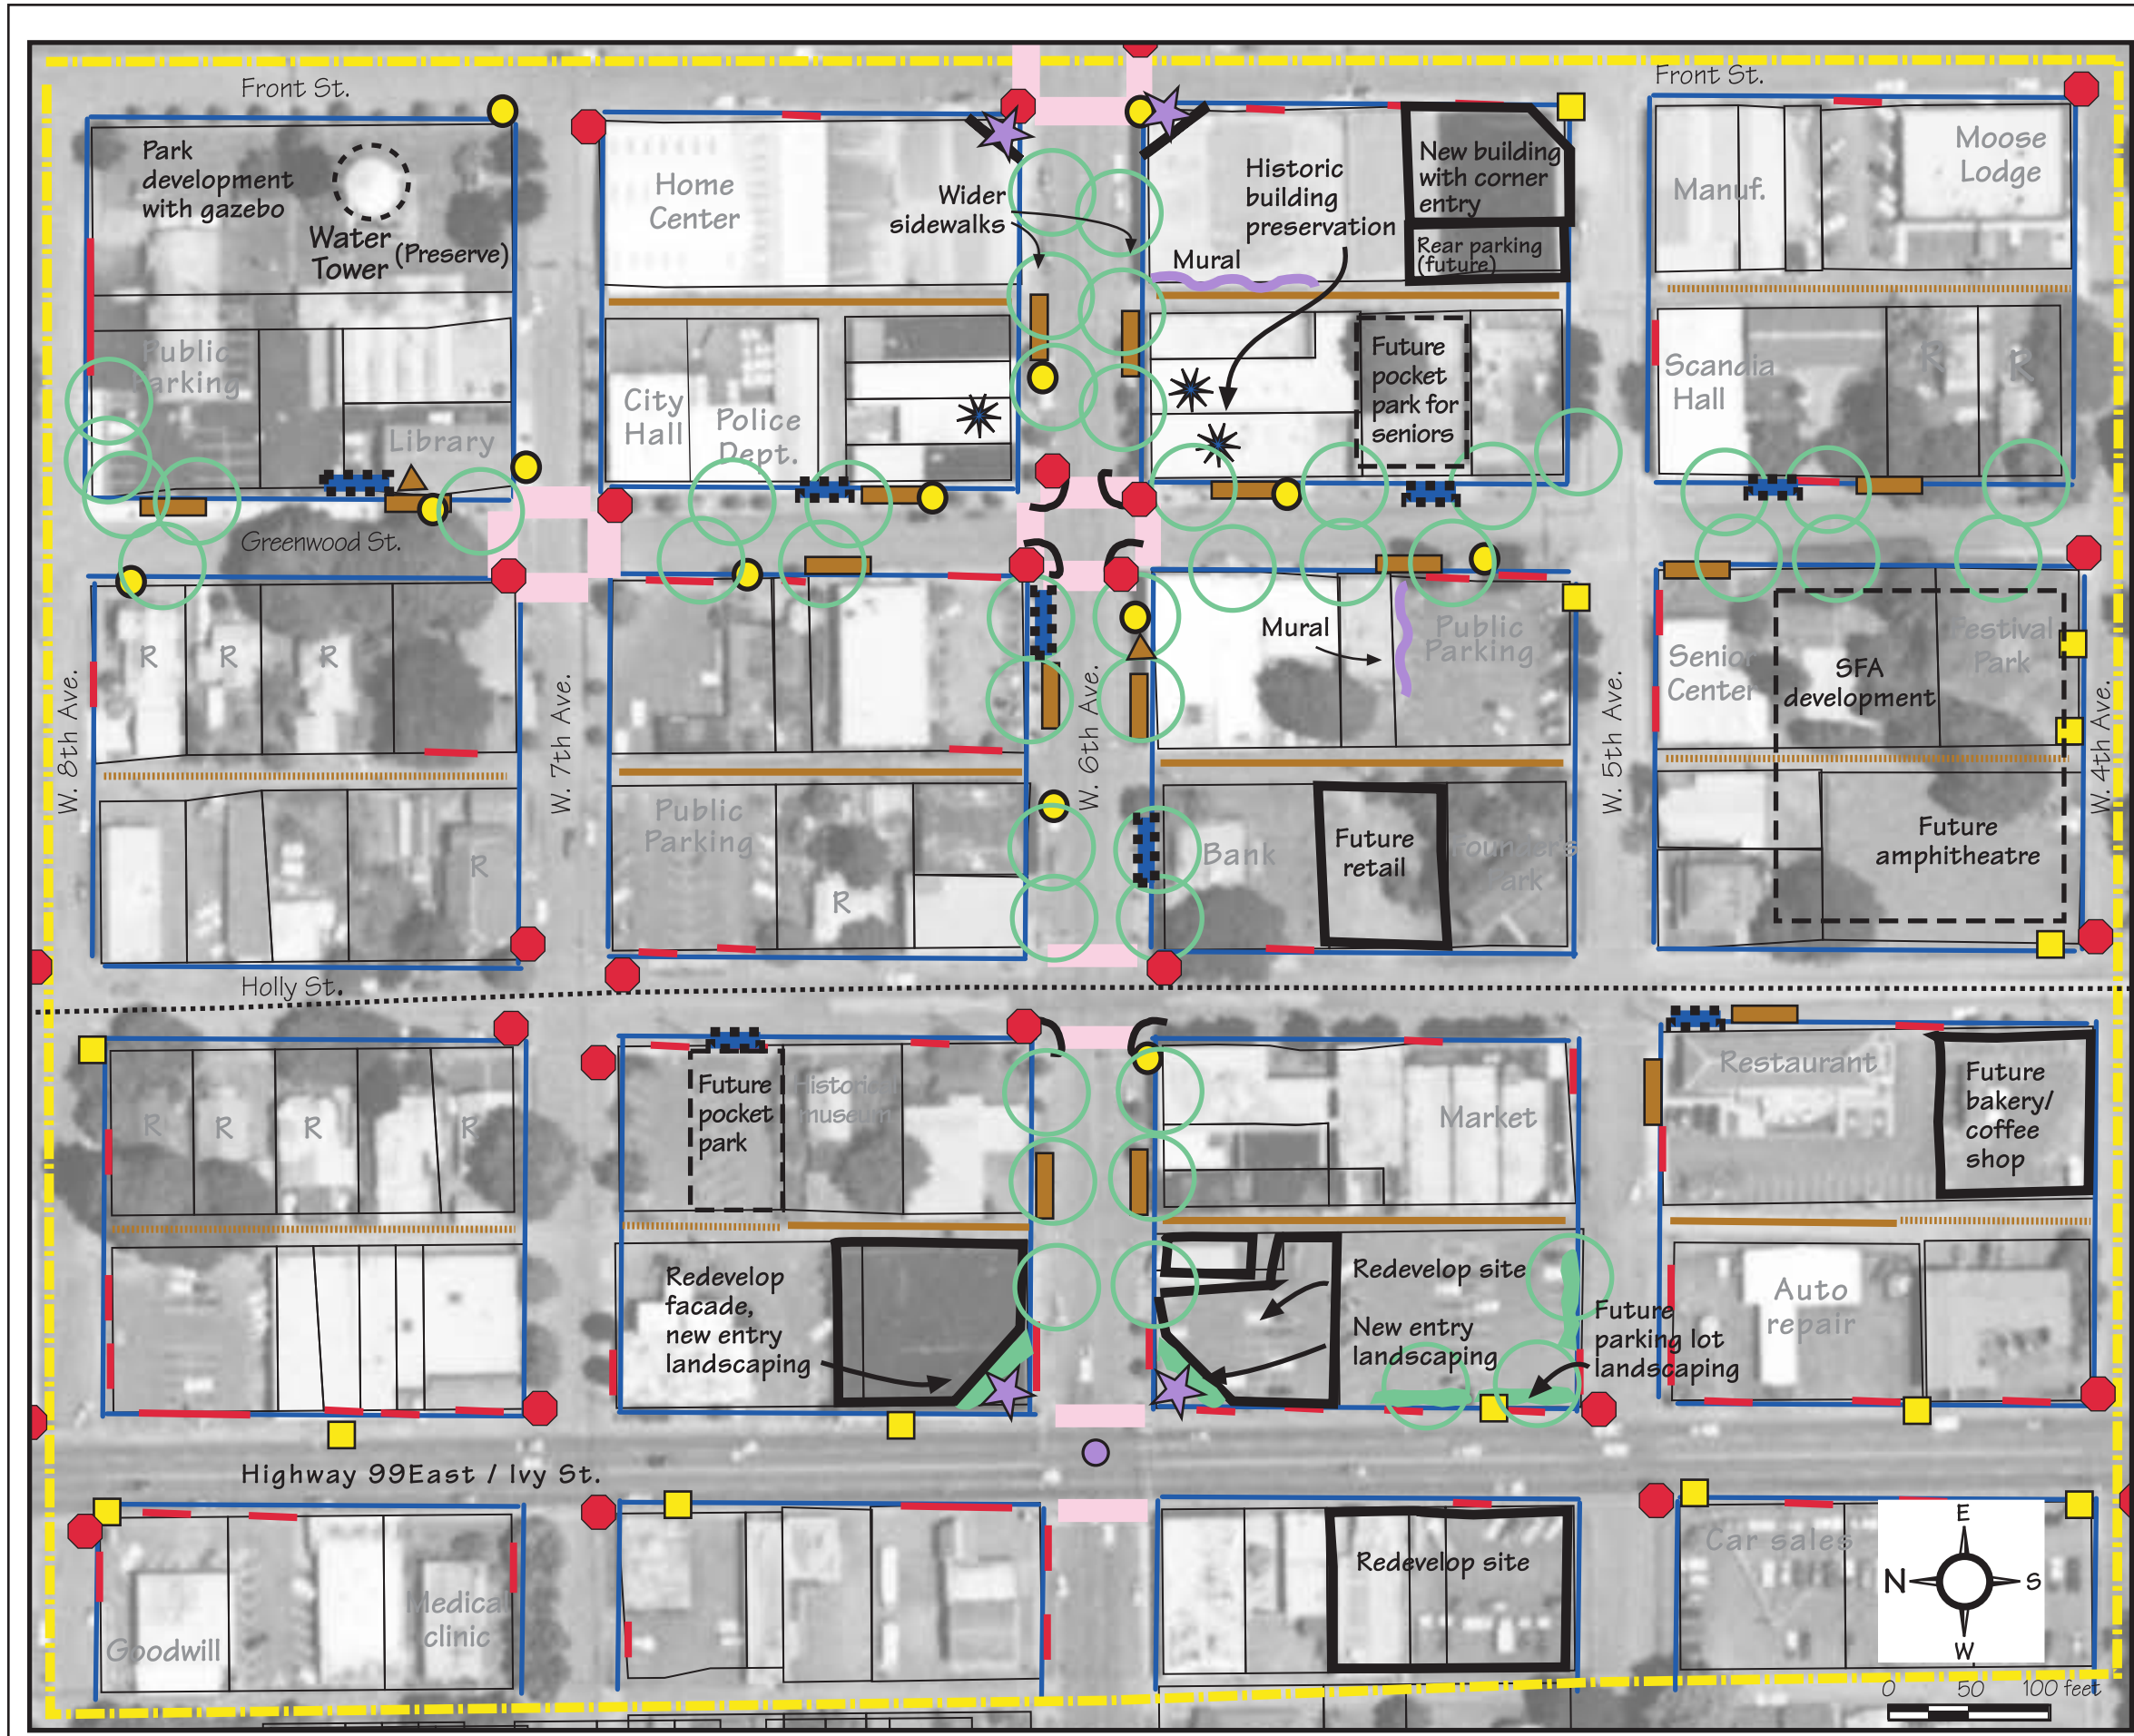 Front St.
Front St.
Park
development
with gazebo
Water
Tower
(Preserve)
Home
Center
Wider
sidewalks
Historic
building
preservation
Mural
New building
with corner
entry
Rear parking
(future)
Manuf.
Moose
Lodge
Public
Parking
Library
City
Hall
Police
Dept.
Future
pocket
park for
seniors
Scandia
Hall
R
R
Greenwood St.
W. 8th Ave.
R
R
R
W. 7th Ave.
W. 6th Ave.
Mural
Public
Parking
W. 5th Ave.
Senior
Center
SFA
development
Festival
Park
W. 4th Ave.
R
Public
Parking
R
Bank
Future
retail
Founders
Park
Future
amphitheatre
Holly St.
R
R
R
R
Future
pocket
park
Historical
museum
Market
Restaurant
Future
bakery/
coffee
shop
Redevelop
facade,
new entry
landscaping
Redevelop site
New entry
landscaping
Future
parking lot
landscaping
Auto
repair
Highway 99East / Ivy St.
Goodwill
Medical
clinic
Redevelop site
Car sales
E
N
S
W
0 50 100 feet